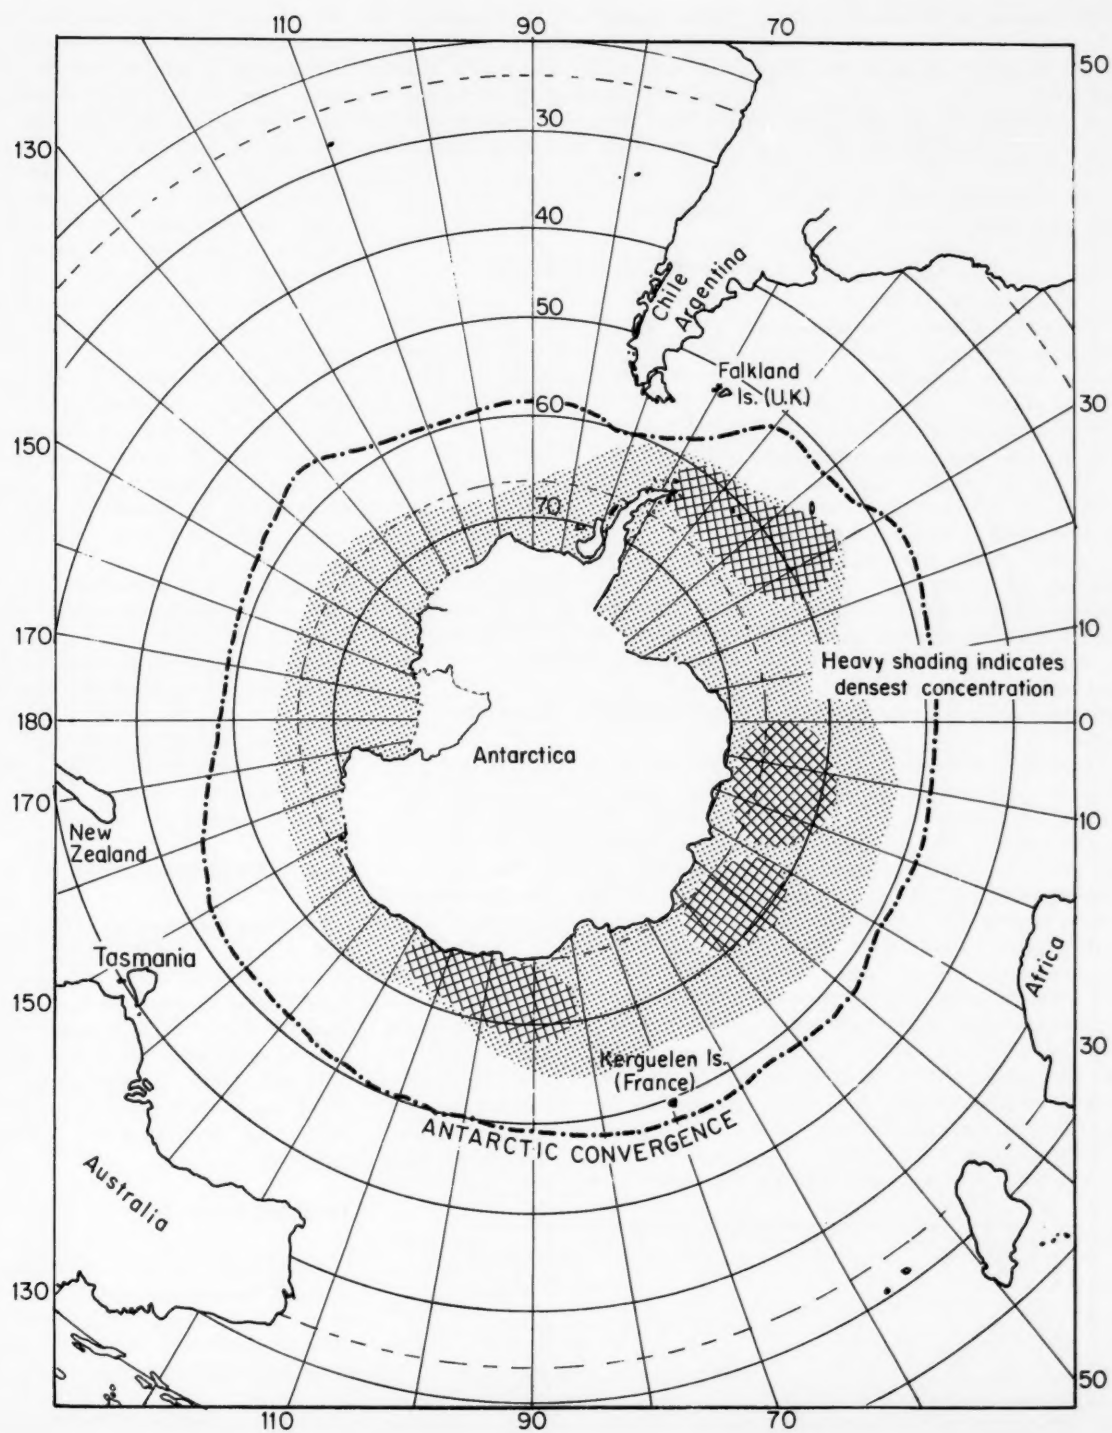 110
90
70
50
130
30
40
Chile
Argentina
50
Falkland
Is. (U.K.)
30
60
150
70
170
10
Heavy shading indicates
densest concentration
180
0
Antarctica
170
10
New
Zealand
Tasmania
Africa
150
30
Kerguelen Is.
(France)
ANTARCTIC CONVERGENCE
Australia
130
50
110
90
70